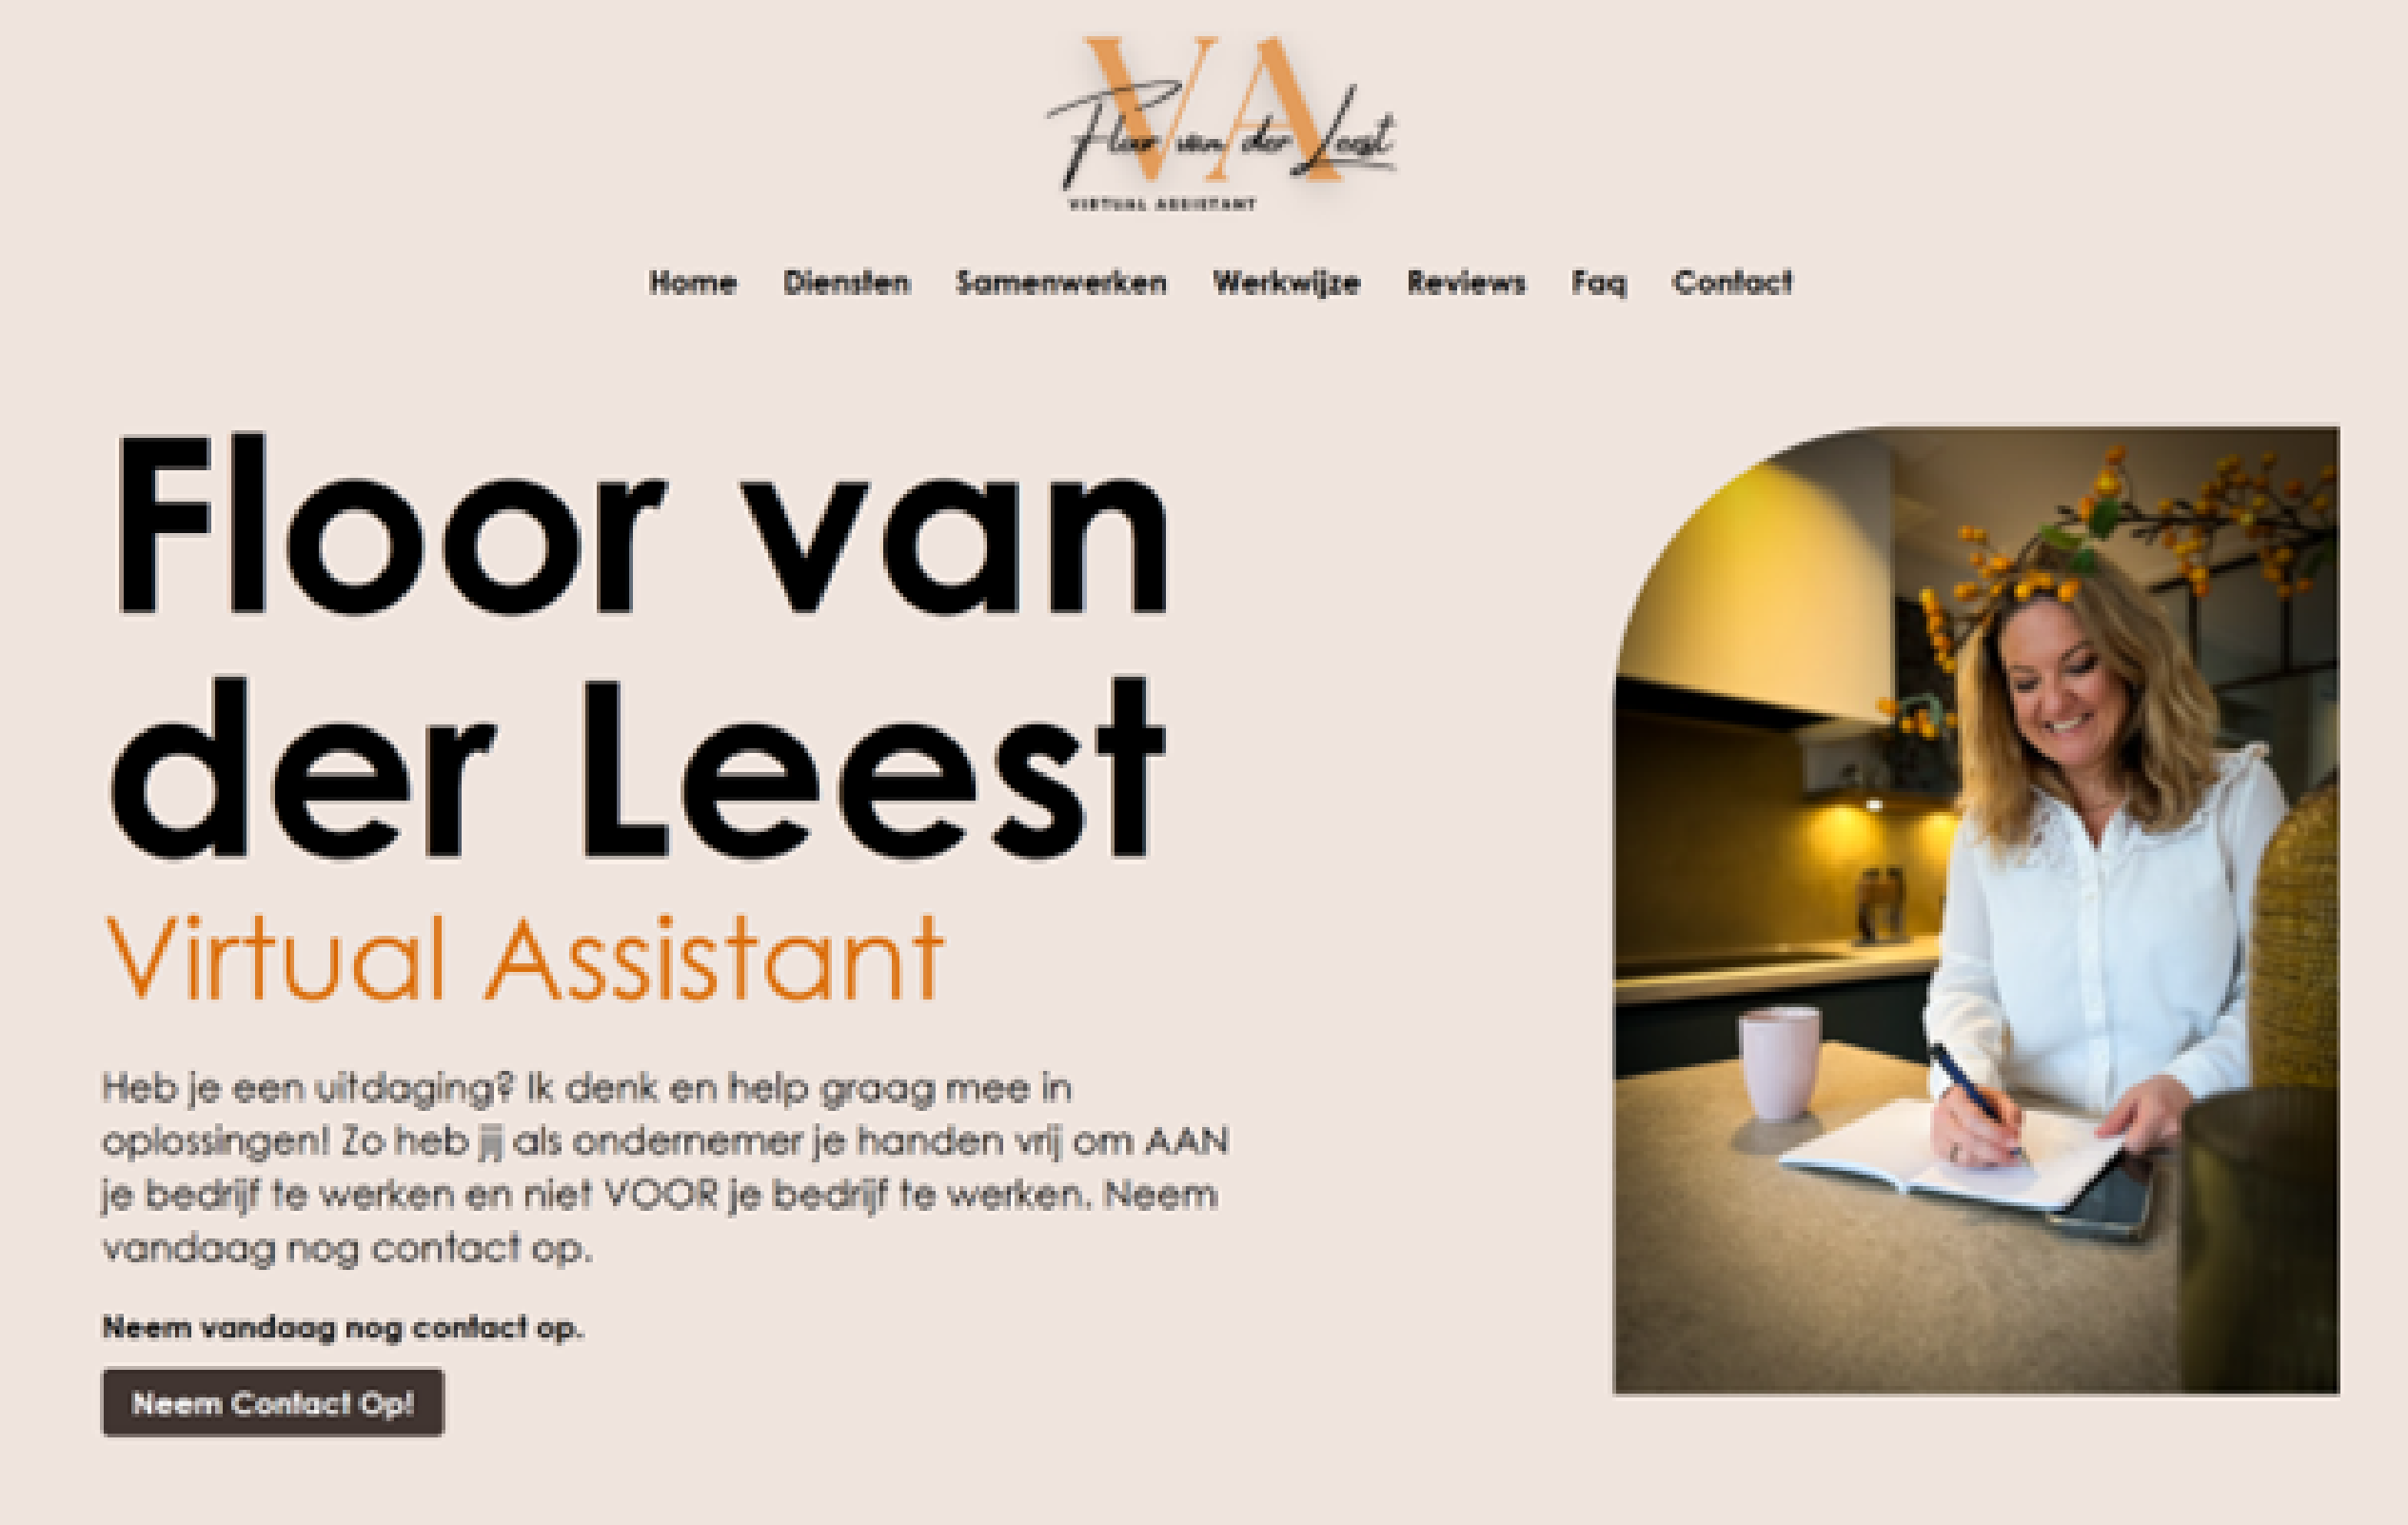 VA
Floor van der Leest
VIRTUAL ASSISTANT
Home Diensten Samenwerken Werkwijze Reviews Faq Contact
Floor van
der Leest
Virtual Assistant
Heb je een uitdaging? Ik denk en help graag mee in
oplossingen! Zo heb jij als ondernemer je handen vrij om AAN
je bedrijf te werken en niet VOOR je bedrijf te werken. Neem
vandaag nog contact op.
Neem vandaag nog contact op.
Neem Contact Op!